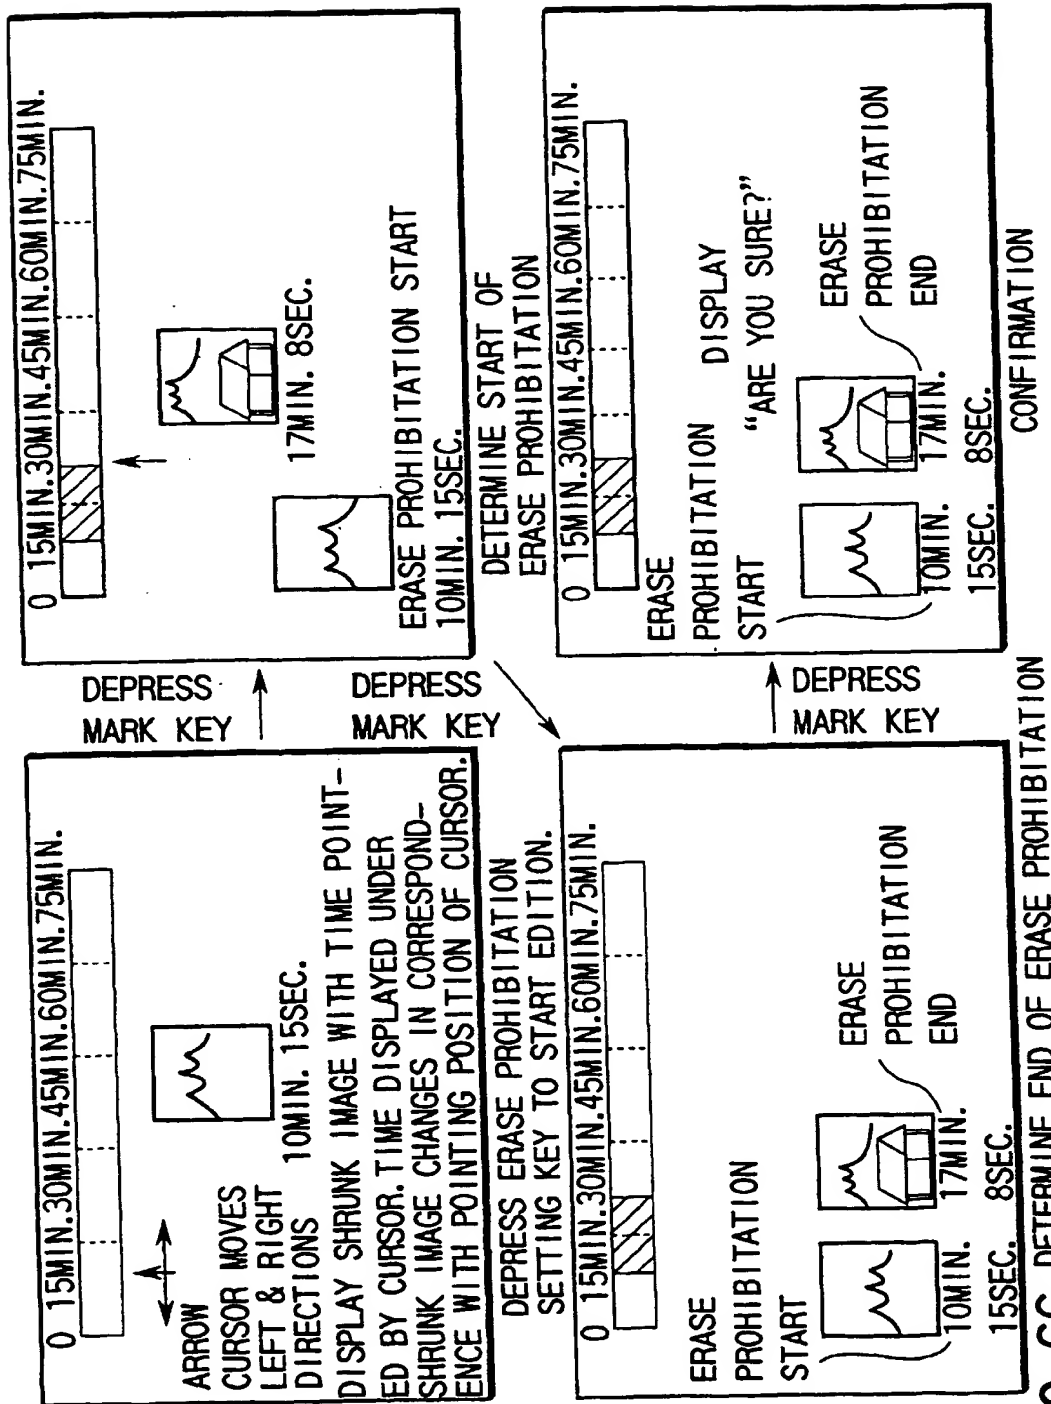 0 15MIN.30MIN.45MIN.60MIN.75MIN.
ARROW
CURSOR MOVES
LEFT & RIGHT
DIRECTIONS
10MIN. 15SEC.
DISPLAY SHRUNK IMAGE WITH TIME POINT-
ED BY CURSOR.TIME DISPLAYED UNDER
SHRUNK IMAGE CHANGES IN CORRESPOND-
ENCE WITH POINTING POSITION OF CURSOR.
DEPRESS ERASE PROHIBITATION
SETTING KEY TO START EDITION.
DEPRESS
MARK KEY
0 15MIN.30MIN.45MIN.60MIN.75MIN.
17MIN. 8SEC.
ERASE PROHIBITATION START
10MIN. 15SEC.
DETERMINE START OF
ERASE PROHIBITATION
DEPRESS
MARK KEY
0 15MIN.30MIN.45MIN.60MIN.75MIN.
ERASE
PROHIBITATION
START
10MIN.
15SEC.
17MIN.
8SEC.
ERASE
PROHIBITATION
END
DETERMINE END OF ERASE PROHIBITATION
DEPRESS
MARK KEY
0 15MIN.30MIN.45MIN.60MIN.75MIN.
ERASE
PROHIBITATION
START
DISPLAY
“ARE YOU SURE?”
10MIN.
15SEC.
17MIN.
8SEC.
ERASE
PROHIBITATION
END
CONFIRMATION